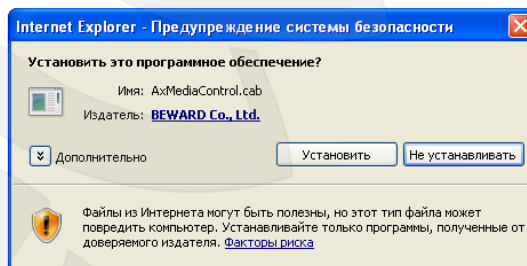 Internet Explorer - Предупреждение системы безопасности
Установить это программное обеспечение?
Имя: AxMediaControl.cab
Издатель: BEWARD Co., Ltd.
Дополнительно
Установить
Не устанавливать
Файлы из Интернета могут быть полезны, но этот тип файла может
повредить компьютер. Устанавливайте только программы, полученные от
доверяемого издателя. Факторы риска